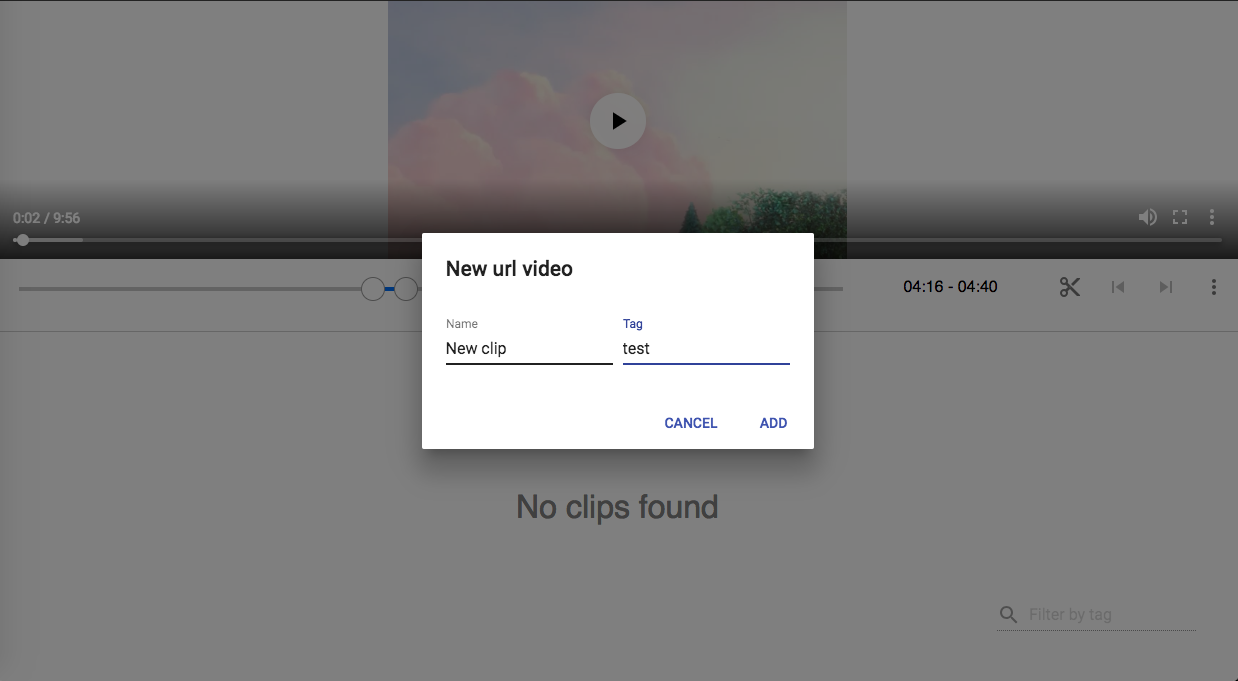 0:02 / 9:56
New url video
04:16 - 04:40
Name Tag
New clip test
CANCEL ADD
No clips found
Filter by tag